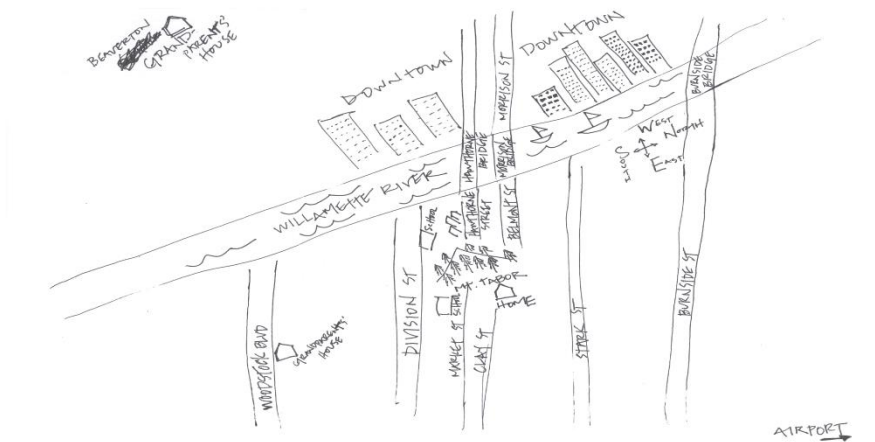 BEAVERTON
GRAND-
PARENT'S
HOUSE
DOWNTOWN
DOWNTOWN
MORRISON ST
BURNSIDE
BRIDGE
HAWTHORNE
BRIDGE
MORRISON
BRIDGE
WEST
NORTH
SOUTH
EAST
WILLAMETTE RIVER
SCHOOL
HAWTHORNE
STREET
BELMONT ST
MT. TABOR
HOME
SCHOOL
WOODSTOCK BLVD
GRANDPARENTS'
HOUSE
DIVISION ST
MARKET ST
CLAY ST
STARK ST
BURNSIDE ST
AIRPORT